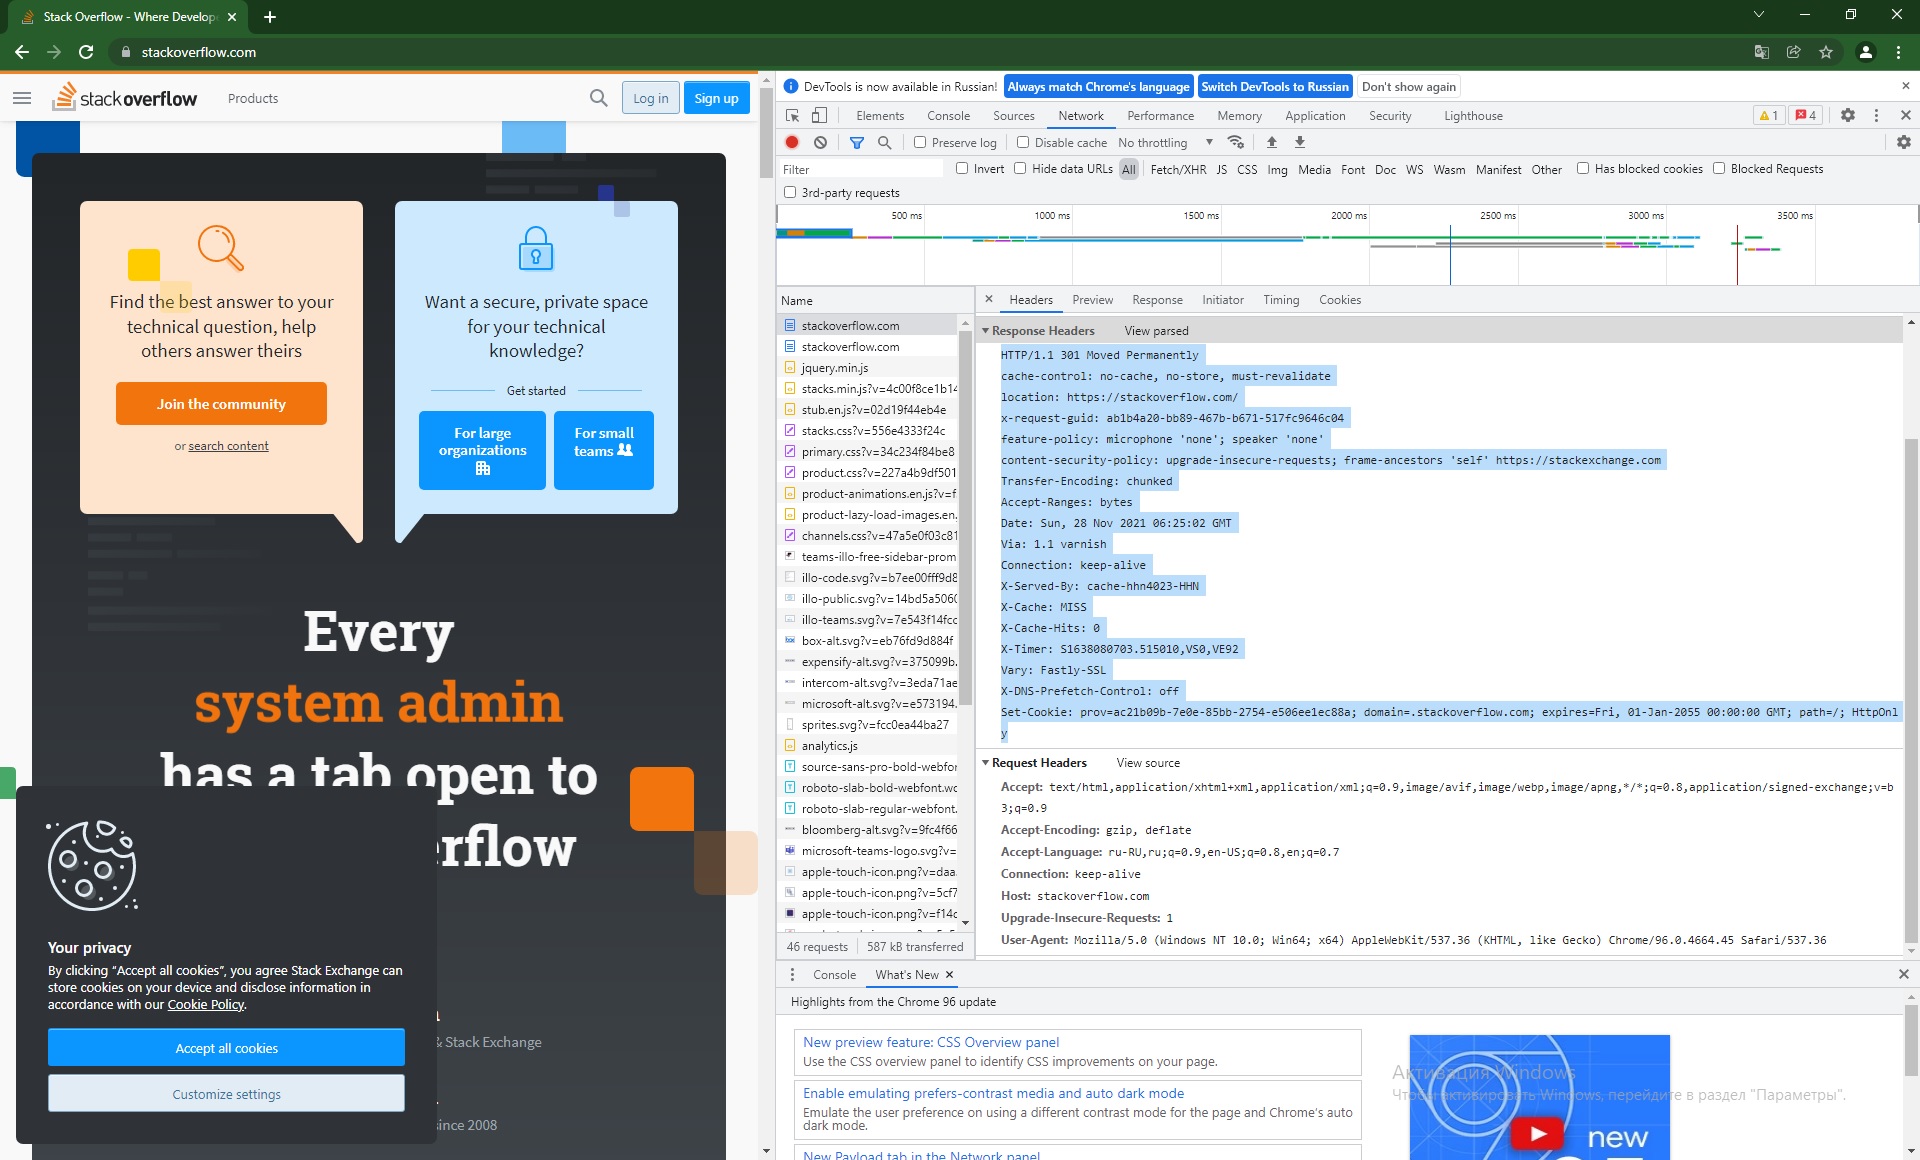 Stack Overflow - Where Develop
stackoverflow.com
stackoverflow
Products
Log in
Sign up
Find the best answer to your
technical question, help
others answer theirs
Join the community
or search content
Want a secure, private space
for your technical
knowledge?
Get started
For large
organizations
For small
teams
Every
system admin
has a tab open to
erflow
Your privacy
By clicking “Accept all cookies”, you agree Stack Exchange can
store cookies on your device and disclose information in
accordance with our Cookie Policy.
Accept all cookies
Customize settings
& Stack Exchange
since 2008
DevTools is now available in Russian!
Always match Chrome's language
Switch DevTools to Russian
Don't show again
Elements Console Sources Network Performance Memory Application Security Lighthouse
1
4
Preserve log
Disable cache
No throttling
Filter
Invert
Hide data URLs
All
Fetch/XHR JS CSS Img Media Font Doc WS Wasm Manifest Other
Has blocked cookies
Blocked Requests
3rd-party requests
500 ms 1000 ms 1500 ms 2000 ms 2500 ms 3000 ms 3500 ms
Name
stackoverflow.com
stackoverflow.com
jquery.min.js
stacks.min.js?v=4c00f8ce1b14
stub.en.js?v=02d19f44eb4e
stacks.css?v=556e4333f24c
primary.css?v=34c234f84be8
product.css?v=227a4b9df501
product-animations.en.js?v=f
product-lazy-load-images.en.
channels.css?v=47a5e0f03c81
teams-illo-free-sidebar-prom
illo-code.svg?v=b7ee00fff9d8
illo-public.svg?v=14bd5a5060
illo-teams.svg?v=7e543f14fcc
box-alt.svg?v=eb76fd9d884f
expensify-alt.svg?v=375099b.
intercom-alt.svg?v=3eda71ae
microsoft-alt.svg?v=e573194.
sprites.svg?v=fcc0ea44ba27
analytics.js
source-sans-pro-bold-webfor
roboto-slab-bold-webfont.wc
roboto-slab-regular-webfont.
bloomberg-alt.svg?v=9fc4f66
microsoft-teams-logo.svg?v=
apple-touch-icon.png?v=daa.
apple-touch-icon.png?v=5cf7
apple-touch-icon.png?v=f14c
46 requests
587 kB transferred
Headers Preview Response Initiator Timing Cookies
Response Headers
View parsed
HTTP/1.1 301 Moved Permanently
cache-control: no-cache, no-store, must-revalidate
location: https://stackoverflow.com/
x-request-guid: ab1b4a20-bb89-467b-b671-517fc9646c04
feature-policy: microphone 'none'; speaker 'none'
content-security-policy: upgrade-insecure-requests; frame-ancestors 'self' https://stackexchange.com
Transfer-Encoding: chunked
Accept-Ranges: bytes
Date: Sun, 28 Nov 2021 06:25:02 GMT
Via: 1.1 varnish
Connection: keep-alive
X-Served-By: cache-hhn4023-HHN
X-Cache: MISS
X-Cache-Hits: 0
X-Timer: S1638080703.515010,VS0,VE92
Vary: Fastly-SSL
X-DNS-Prefetch-Control: off
Set-Cookie: prov=ac21b09b-7e0e-85bb-2754-e506ee1ec88a; domain=.stackoverflow.com; expires=Fri, 01-Jan-2055 00:00:00 GMT; path=/; HttpOnl
y
Request Headers
View source
Accept: text/html,application/xhtml+xml,application/xml;q=0.9,image/avif,image/webp,image/apng,*/*;q=0.8,application/signed-exchange;v=b
3;q=0.9
Accept-Encoding: gzip, deflate
Accept-Language: ru-RU,ru;q=0.9,en-US;q=0.8,en;q=0.7
Connection: keep-alive
Host: stackoverflow.com
Upgrade-Insecure-Requests: 1
User-Agent: Mozilla/5.0 (Windows NT 10.0; Win64; x64) AppleWebKit/537.36 (KHTML, like Gecko) Chrome/96.0.4664.45 Safari/537.36
Console
What's New
Highlights from the Chrome 96 update
New preview feature: CSS Overview panel
Use the CSS overview panel to identify CSS improvements on your page.
Enable emulating prefers-contrast media and auto dark mode
Emulate the user preference on using a different contrast mode for the page and Chrome's auto
dark mode.
New Payload tab in the Network panel
new
Активация Windows
Чтобы активировать Windows, перейдите в раздел "Параметры".